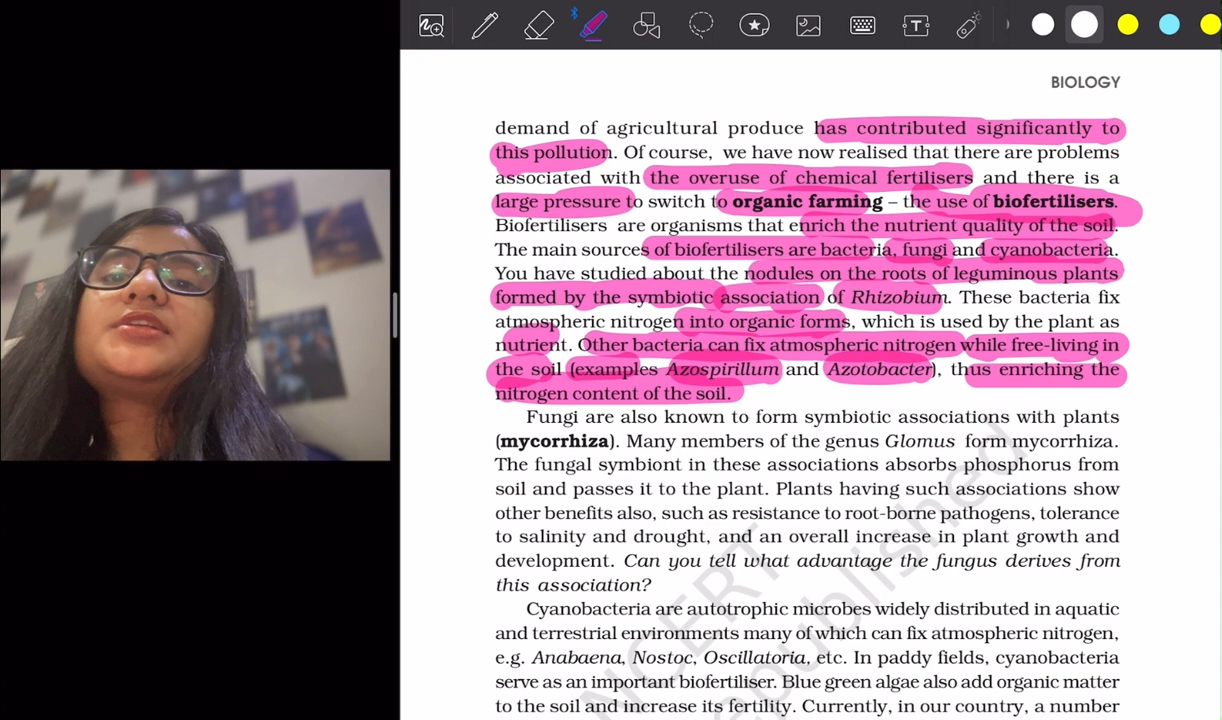 BIOLOGY
demand of agricultural produce has contributed significantly to
this pollution. Of course, we have now realised that there are problems
associated with the overuse of chemical fertilisers and there is a
large pressure to switch to organic farming – the use of biofertilisers.
Biofertilisers are organisms that enrich the nutrient quality of the soil.
The main sources of biofertilisers are bacteria, fungi and cyanobacteria.
You have studied about the nodules on the roots of leguminous plants
formed by the symbiotic association of Rhizobium. These bacteria fix
atmospheric nitrogen into organic forms, which is used by the plant as
nutrient. Other bacteria can fix atmospheric nitrogen while free-living in
the soil (examples Azospirillum and Azotobacter), thus enriching the
nitrogen content of the soil.
Fungi are also known to form symbiotic associations with plants
(mycorrhiza). Many members of the genus Glomus form mycorrhiza.
The fungal symbiont in these associations absorbs phosphorus from
soil and passes it to the plant. Plants having such associations show
other benefits also, such as resistance to root-borne pathogens, tolerance
to salinity and drought, and an overall increase in plant growth and
development. Can you tell what advantage the fungus derives from
this association?
Cyanobacteria are autotrophic microbes widely distributed in aquatic
and terrestrial environments many of which can fix atmospheric nitrogen,
e.g. Anabaena, Nostoc, Oscillatoria, etc. In paddy fields, cyanobacteria
serve as an important biofertiliser. Blue green algae also add organic matter
to the soil and increase its fertility. Currently, in our country, a number
NCERT
republished
T